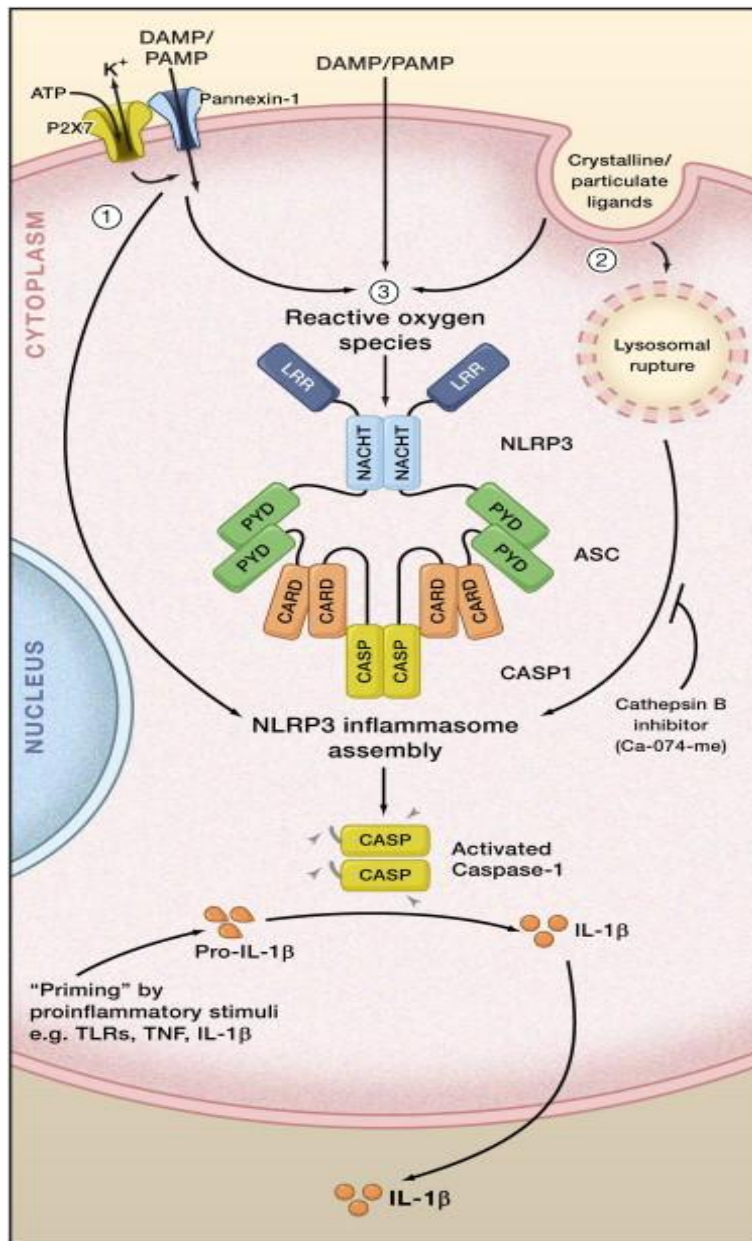 DAMP/
PAMP
K+
ATP
P2X7
Pannexin-1
DAMP/PAMP
Crystalline/
particulate
ligands
1
2
3
CYTOPLASM
Reactive oxygen
species
Lysosomal
rupture
LRR
LRR
NACHT
NACHT
NLRP3
PYD
PYD
PYD
PYD
ASC
CARD
CARD
CARD
CARD
CASP
CASP
CASP1
NUCLEUS
NLRP3 inflammasome
assembly
Cathepsin B
inhibitor
(Ca-074-me)
CASP
CASP
Activated
Caspase-1
Pro-IL-1β
IL-1β
"Priming" by
proinflammatory stimuli
e.g. TLRs, TNF, IL-1β
IL-1β